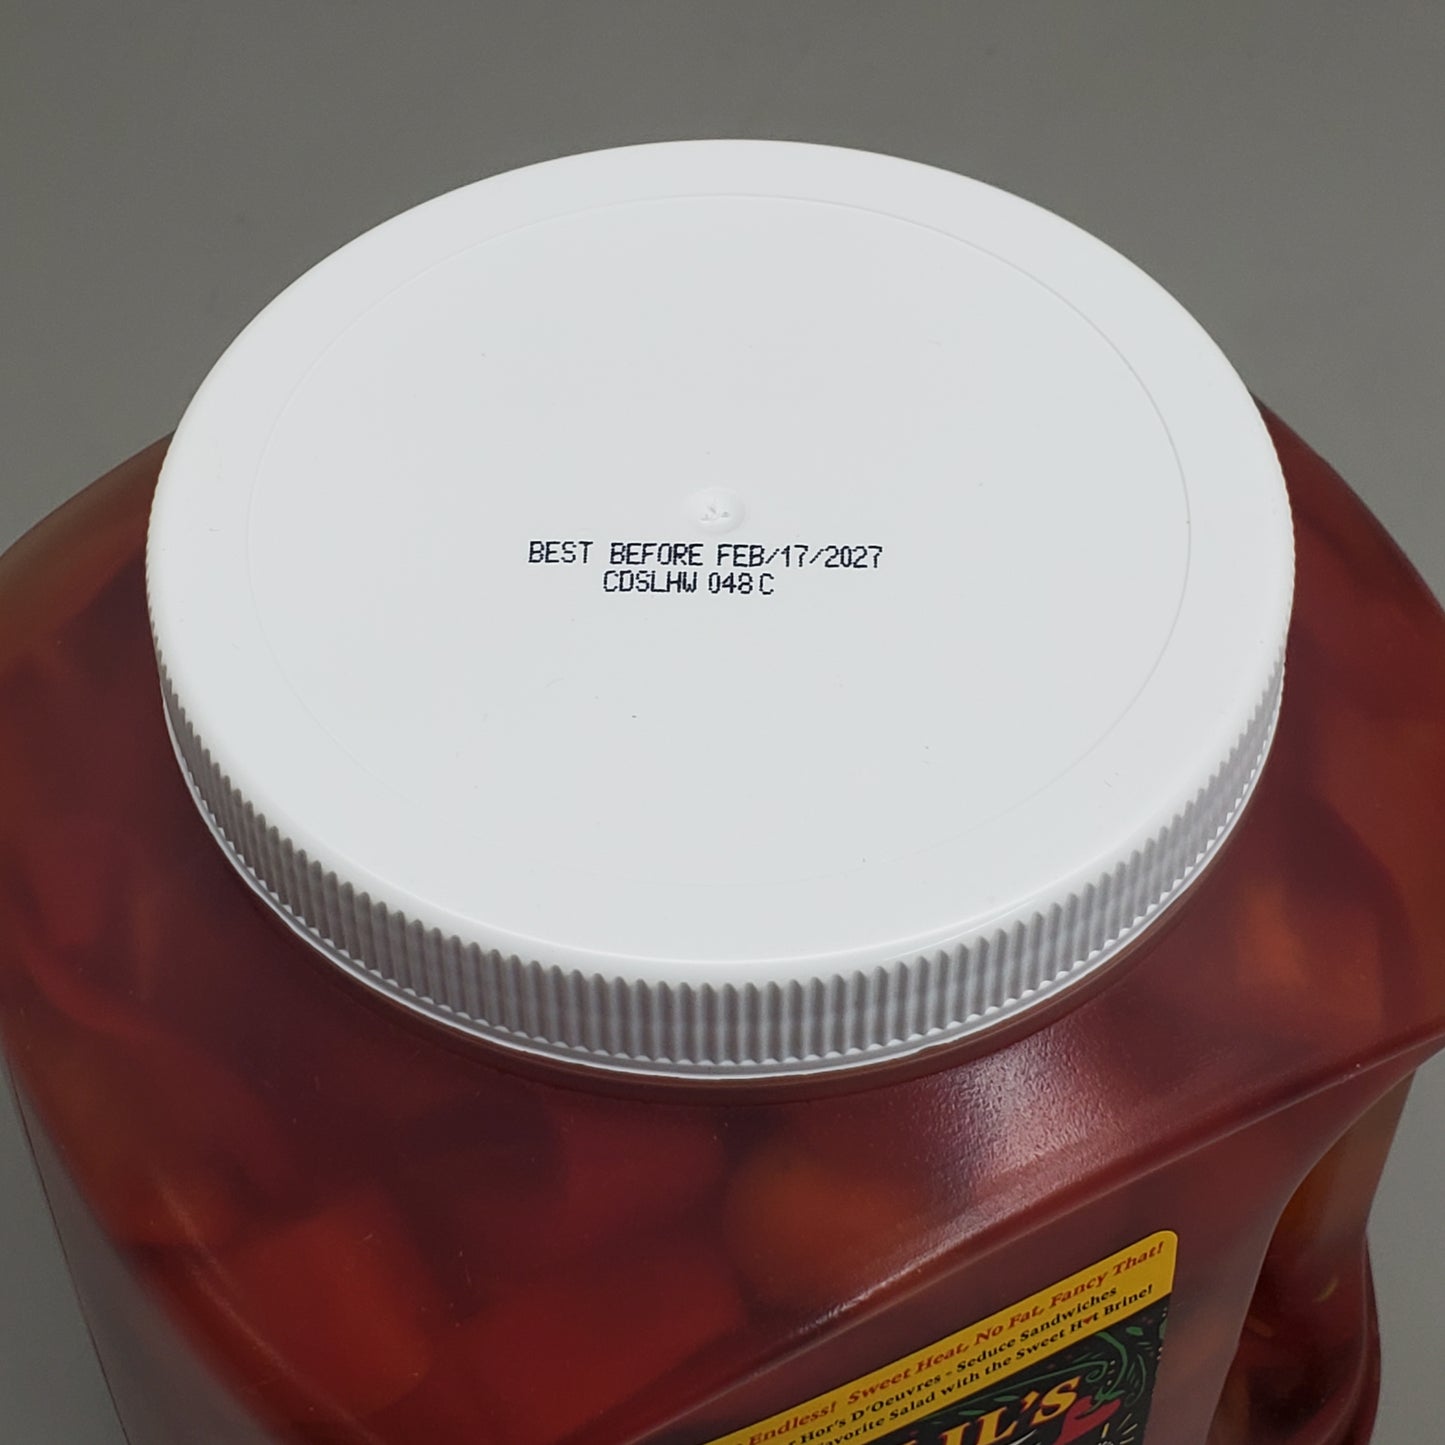 BEST BEFORE FEB/17/2027
CDSLHW 048 C
Endless! Sweet Heat, No Fat, Fancy That!
Hor's D'Oeuvres - Seduce Sandwiches
Favorite Salad with the Sweet Hot Brine!